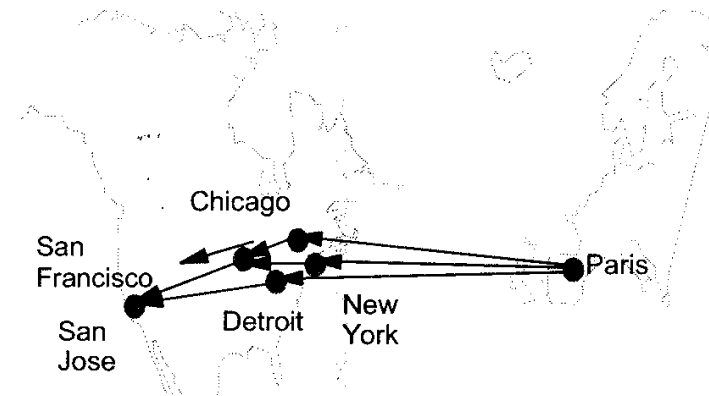 Chicago
San
Francisco
Paris
San
Jose
Detroit
New
York